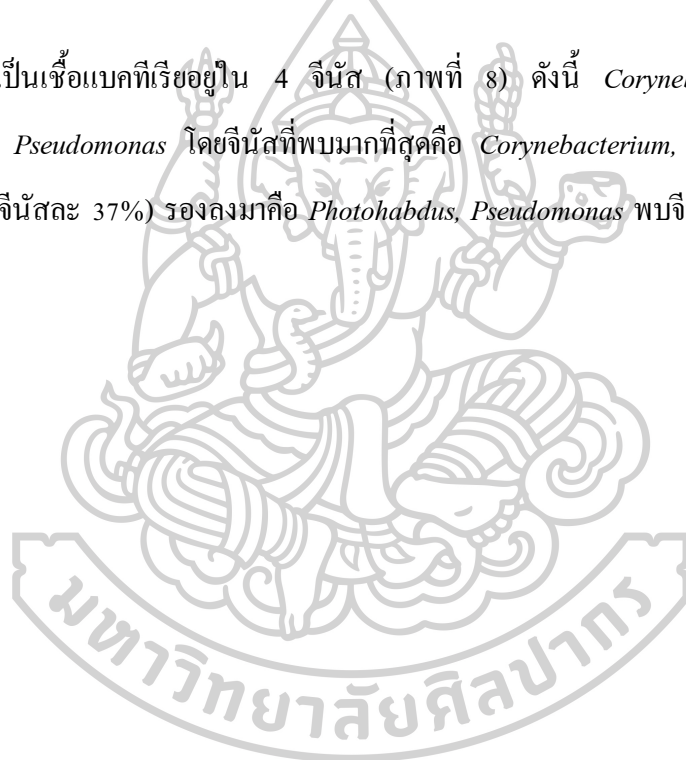 เป็นเชื้อแบคทีเรียอยู่ใน 4 จีนัส (ภาพที่ 8) ดังนี้
Pseudomonas โดยจีนัสที่พบมากที่สุดคือ Corynebacterium,
จีนัสละ 37%) รองลงมาคือ Photohabdus, Pseudomonas
มหาวิทยาลัยศิลปากร